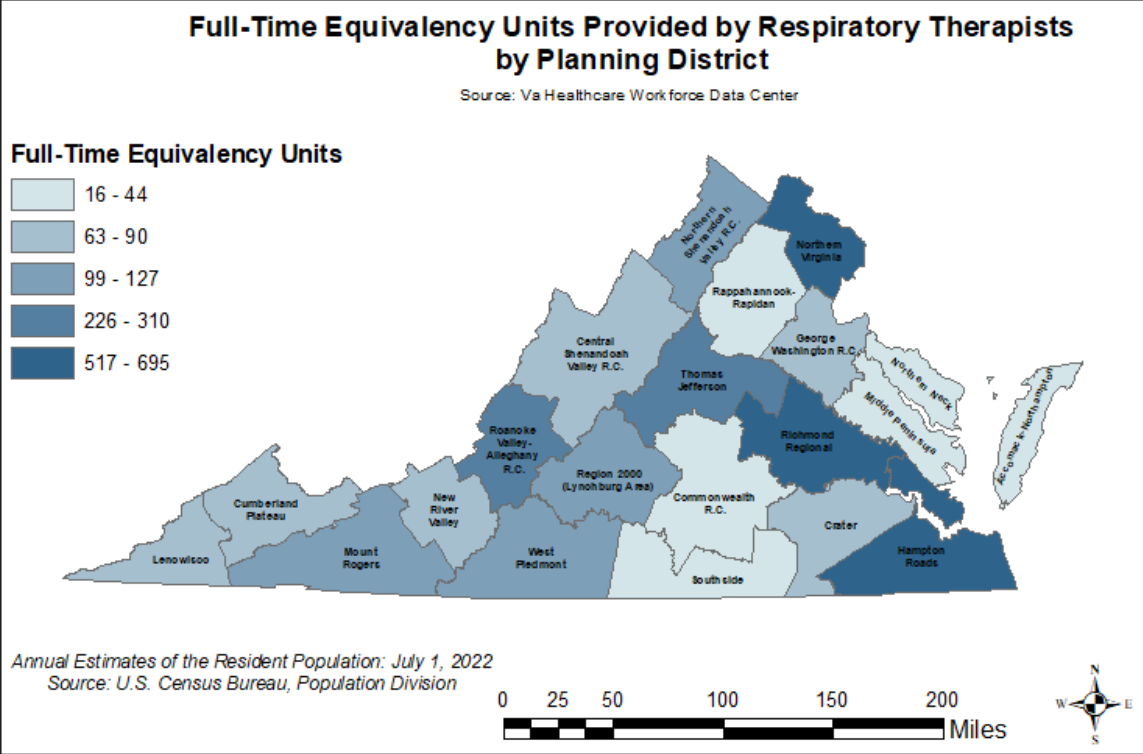 Full-Time Equivalency Units Provided by Respiratory Therapists
by Planning District
Source: Va Healthcare Workforce Data Center
Full-Time Equivalency Units
16 - 44
63 - 90
99 - 127
226 - 310
517 - 695
Northern
Shenandoah
Valley R.C.
Northern
Virginia
Rappahannock-
Rapidan
Central
Shenandoah
Valley R.C.
George
Washington R.C.
Northern Neck
Thomas
Jefferson
Middle Peninsula
Accomack-Northampton
Roanoke
Valley-
Alleghany
R.C.
Richmond
Regional
Region 2000
(Lynchburg Area)
Cumberland
Plateau
New
River
Valley
Commonwealth
R.C.
Crater
Lenowisco
Mount
Rogers
West
Piedmont
Hampton
Roads
Southside
Annual Estimates of the Resident Population: July 1, 2022
Source: U.S. Census Bureau, Population Division
0 25 50 100 150 200
Miles
N
W E
S